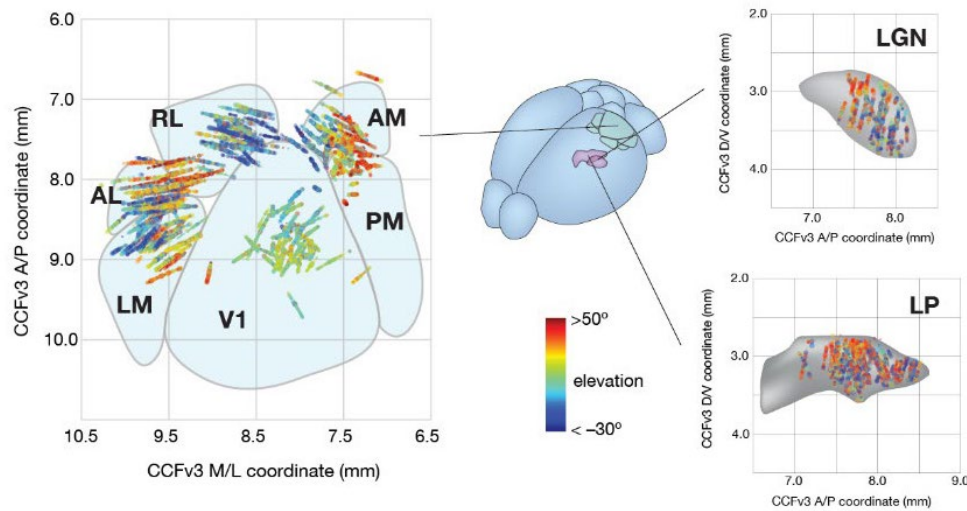 6.0
7.0
8.0
9.0
10.0
CCFv3 A/P coordinate (mm)
RL
AM
AL
PM
LM
V1
10.5
9.5
8.5
7.5
6.5
CCFv3 M/L coordinate (mm)
>50º
elevation
< –30º
2.0
3.0
4.0
CCFv3 D/V coordinate (mm)
LGN
7.0
8.0
CCFv3 A/P coordinate (mm)
2.0
3.0
4.0
CCFv3 D/V coordinate (mm)
LP
7.0
8.0
9.0
CCFv3 A/P coordinate (mm)